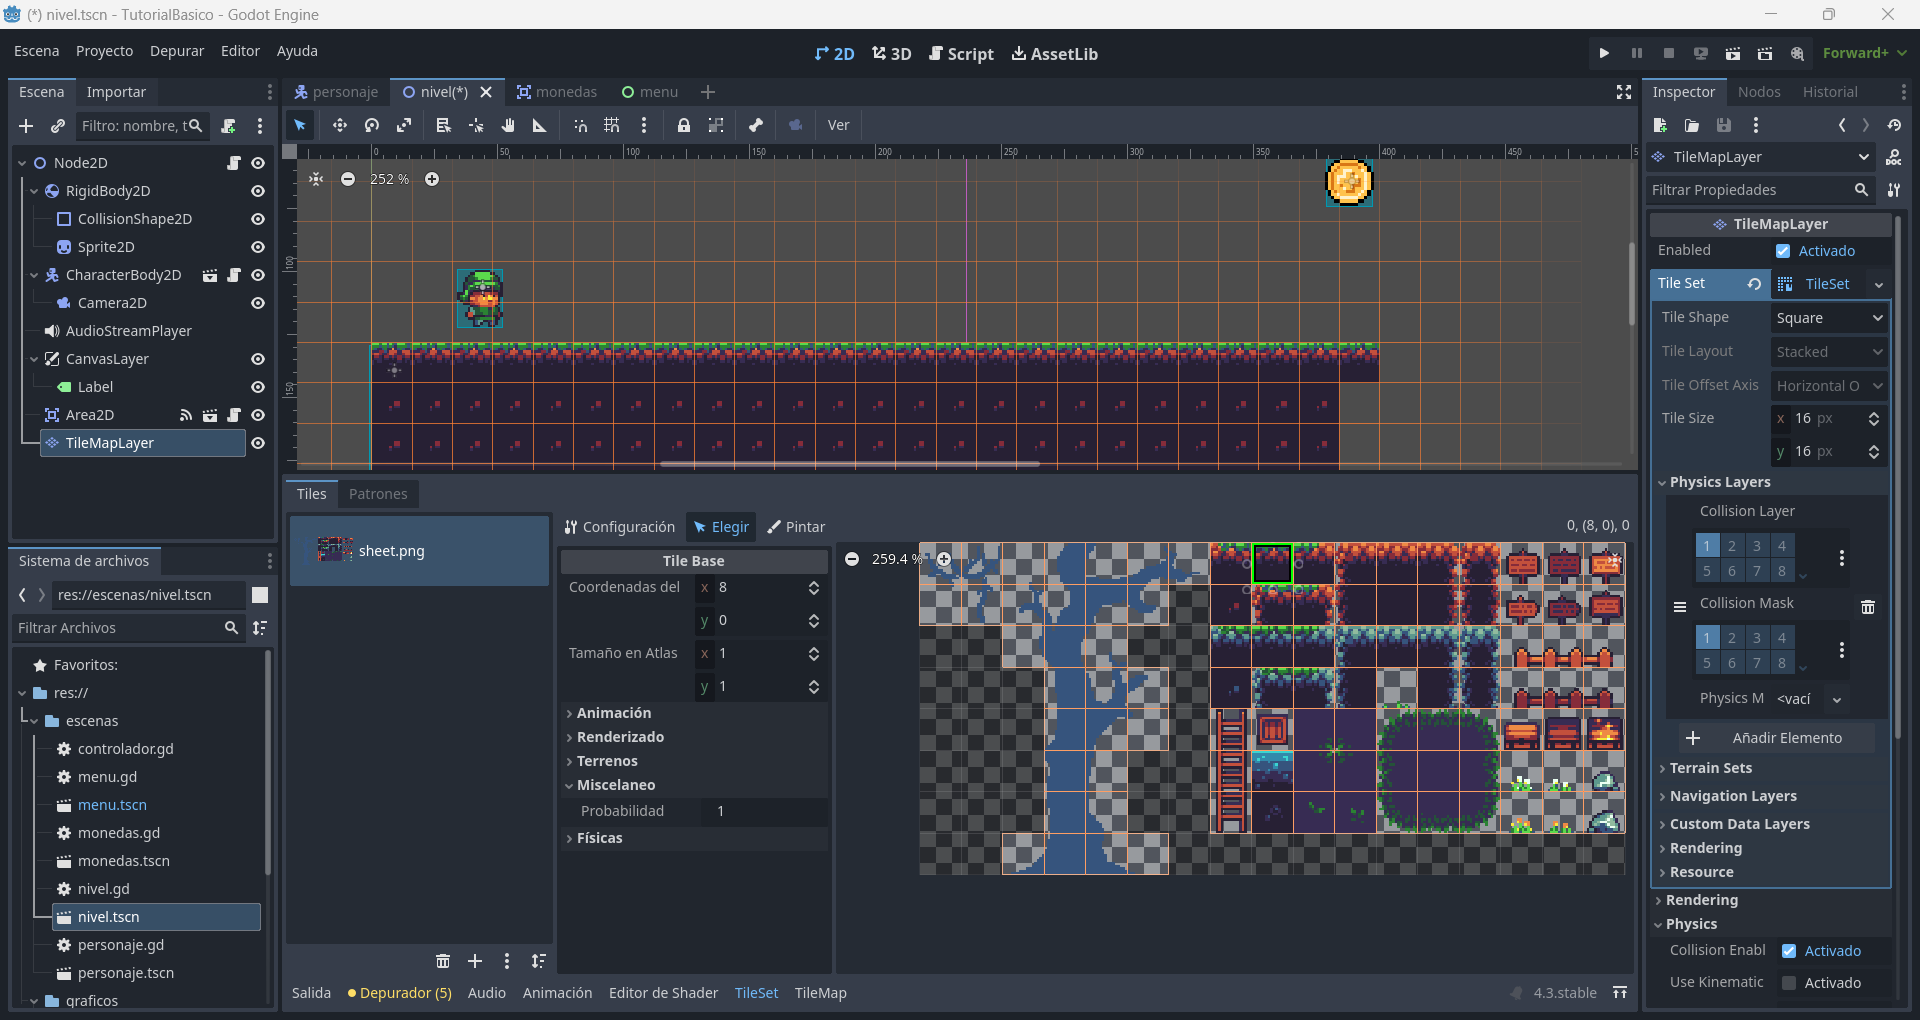 (*) nivel.tscn - TutorialBasico - Godot Engine
Escena Proyecto Depurar Editor Ayuda
2D 3D Script AssetLib
Forward+
Escena Importar
Filtro: nombre, t
Node2D
RigidBody2D
CollisionShape2D
Sprite2D
CharacterBody2D
Camera2D
AudioStreamPlayer
CanvasLayer
Label
Area2D
TileMapLayer
Sistema de archivos
res://escenas/nivel.tscn
Filtrar Archivos
Favoritos:
res://
escenas
controlador.gd
menu.gd
menu.tscn
monedas.gd
monedas.tscn
nivel.gd
nivel.tscn
personaje.gd
personaje.tscn
graficos
personaje nivel(*) monedas menu
Ver
0 50 100 150 200 250 300 350 400 450 5
252 %
100
150
Tiles Patrones
sheet.png
Configuración Elegir Pintar
0, (8, 0), 0
Tile Base
Coordenadas del x 8
y 0
Tamaño en Atlas x 1
y 1
Animación
Renderizado
Terrenos
Miscelaneo
Probabilidad 1
Físicas
259.4 %
Salida Depurador (5) Audio Animación Editor de Shader TileSet TileMap
4.3.stable
Inspector Nodos Historial
TileMapLayer
Filtrar Propiedades
TileMapLayer
Enabled Activado
Tile Set TileSet
Tile Shape Square
Tile Layout Stacked
Tile Offset Axis Horizontal O
Tile Size x 16 px
y 16 px
Physics Layers
Collision Layer
1 2 3 4
5 6 7 8
Collision Mask
1 2 3 4
5 6 7 8
Physics M <vací
Añadir Elemento
Terrain Sets
Navigation Layers
Custom Data Layers
Rendering
Resource
Rendering
Physics
Collision Enabl Activado
Use Kinematic Activado